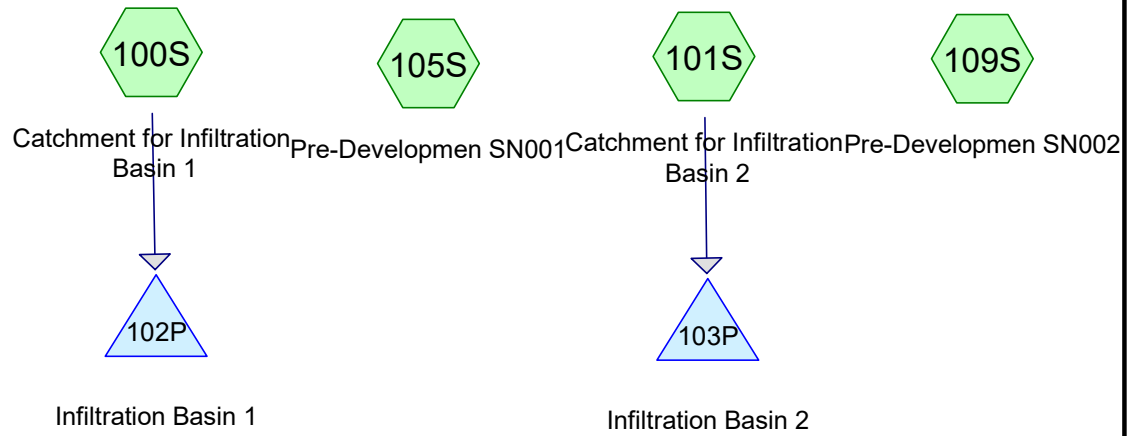 100S
105S
101S
109S
Catchment for Infiltration
Basin 1
Pre-Developmen SN001
Catchment for Infiltration
Basin 2
Pre-Developmen SN002
102P
103P
Infiltration Basin 1
Infiltration Basin 2